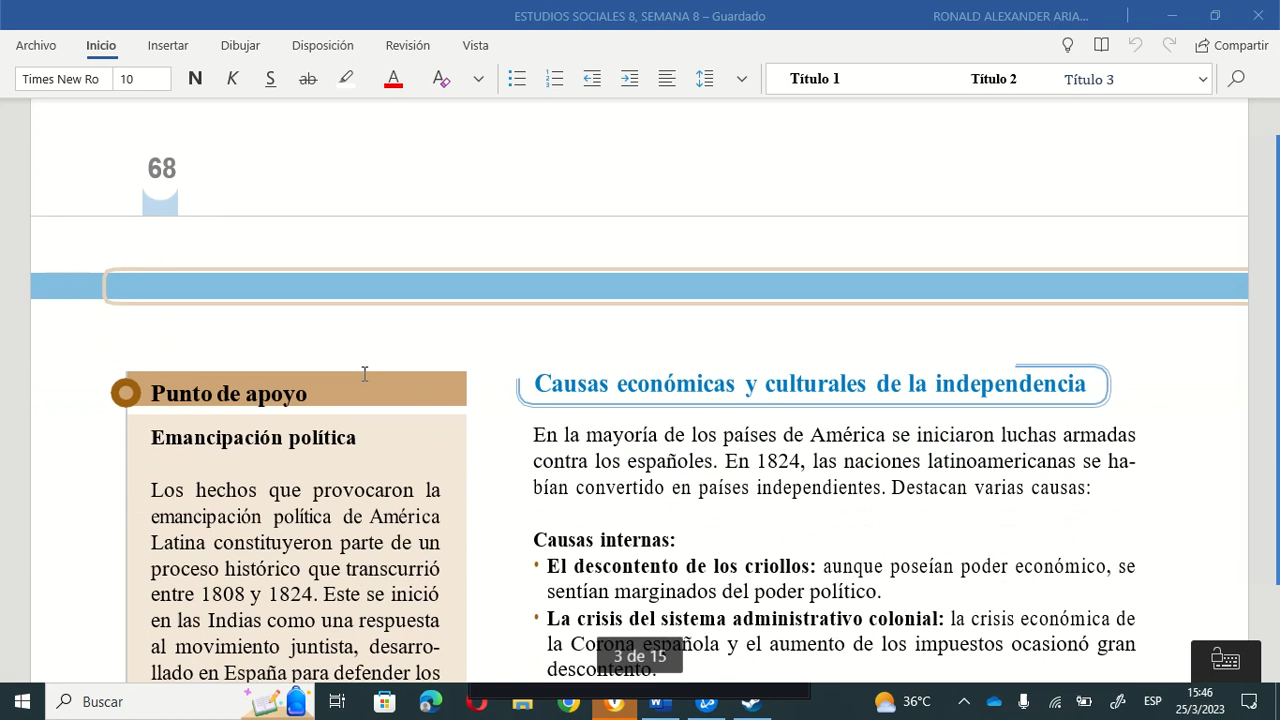 ESTUDIOS SOCIALES 8, SEMANA 8 – Guardado
RONALD ALEXANDER ARIA...
Archivo Inicio Insertar Dibujar Disposición Revisión Vista Compartir
Times New Ro 10 N K S ab A A Título 1 Título 2 Título 3
68
Punto de apoyo
Emancipación política
Los hechos que provocaron la
emancipación política de América
Latina constituyeron parte de un
proceso histórico que transcurrió
entre 1808 y 1824. Este se inició
en las Indias como una respuesta
al movimiento juntista, desarro-
llado en España para defender los
Causas económicas y culturales de la independencia
En la mayoría de los países de América se iniciaron luchas armadas
contra los españoles. En 1824, las naciones latinoamericanas se ha-
bían convertido en países independientes. Destacan varias causas:
Causas internas:
• El descontento de los criollos: aunque poseían poder económico, se
sentían marginados del poder político.
• La crisis del sistema administrativo colonial: la crisis económica de
la Corona española y el aumento de los impuestos ocasionó gran
descontento.
3 de 15
Buscar
36°C
ESP
15:46
25/3/2023